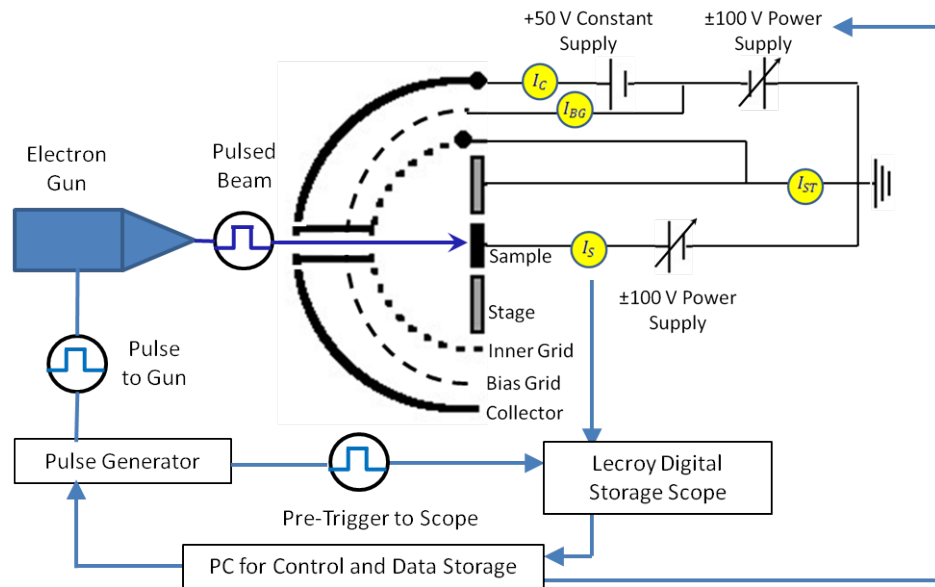 +50 V Constant
Supply
±100 V Power
Supply
I_C
I_BG
Electron
Gun
Pulsed
Beam
I_ST
Sample
I_S
±100 V Power
Supply
Stage
Pulse
to Gun
Inner Grid
Bias Grid
Collector
Pulse Generator
Lecroy Digital
Storage Scope
Pre-Trigger to Scope
PC for Control and Data Storage